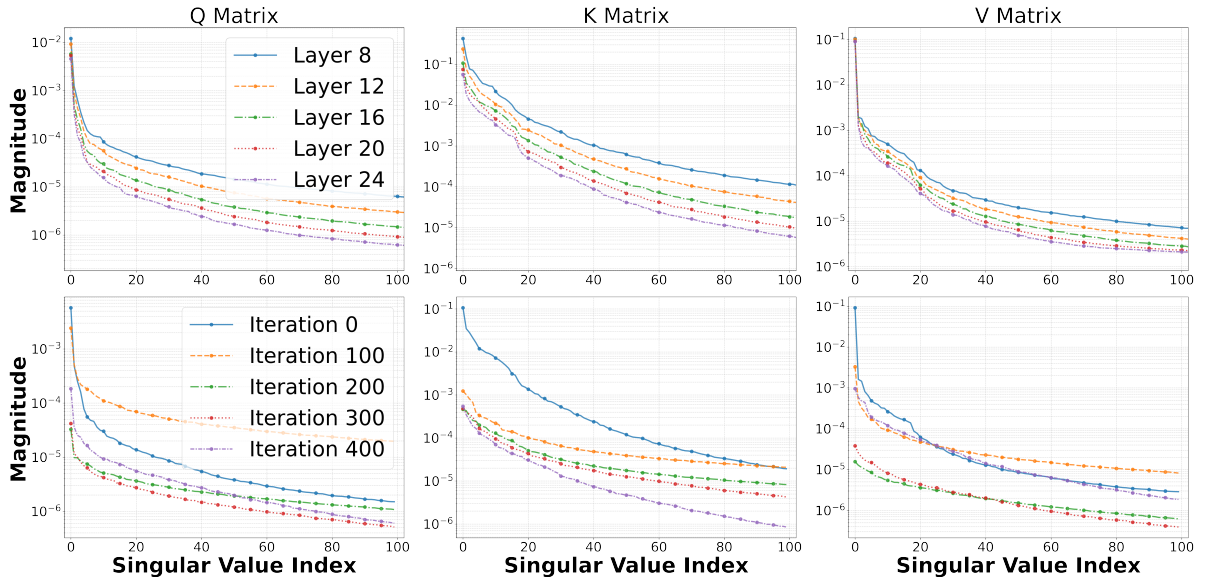 Q Matrix
K Matrix
V Matrix
Magnitude
10⁻²
10⁻³
10⁻⁴
10⁻⁵
10⁻⁶
Layer 8
Layer 12
Layer 16
Layer 20
Layer 24
0 20 40 60 80 100
10⁻¹
10⁻²
10⁻³
10⁻⁴
10⁻⁵
10⁻⁶
0 20 40 60 80 100
10⁻¹
10⁻²
10⁻³
10⁻⁴
10⁻⁵
10⁻⁶
0 20 40 60 80 100
Magnitude
10⁻³
10⁻⁴
10⁻⁵
10⁻⁶
Iteration 0
Iteration 100
Iteration 200
Iteration 300
Iteration 400
0 20 40 60 80 100
Singular Value Index
10⁻¹
10⁻²
10⁻³
10⁻⁴
10⁻⁵
10⁻⁶
0 20 40 60 80 100
Singular Value Index
10⁻¹
10⁻²
10⁻³
10⁻⁴
10⁻⁵
10⁻⁶
0 20 40 60 80 100
Singular Value Index